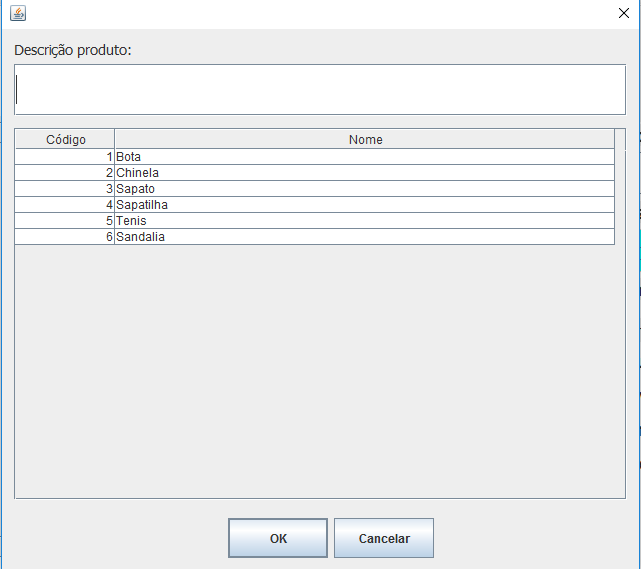 Descrição produto:
Código Nome
1 Bota
2 Chinela
3 Sapato
4 Sapatilha
5 Tenis
6 Sandalia
OK Cancelar